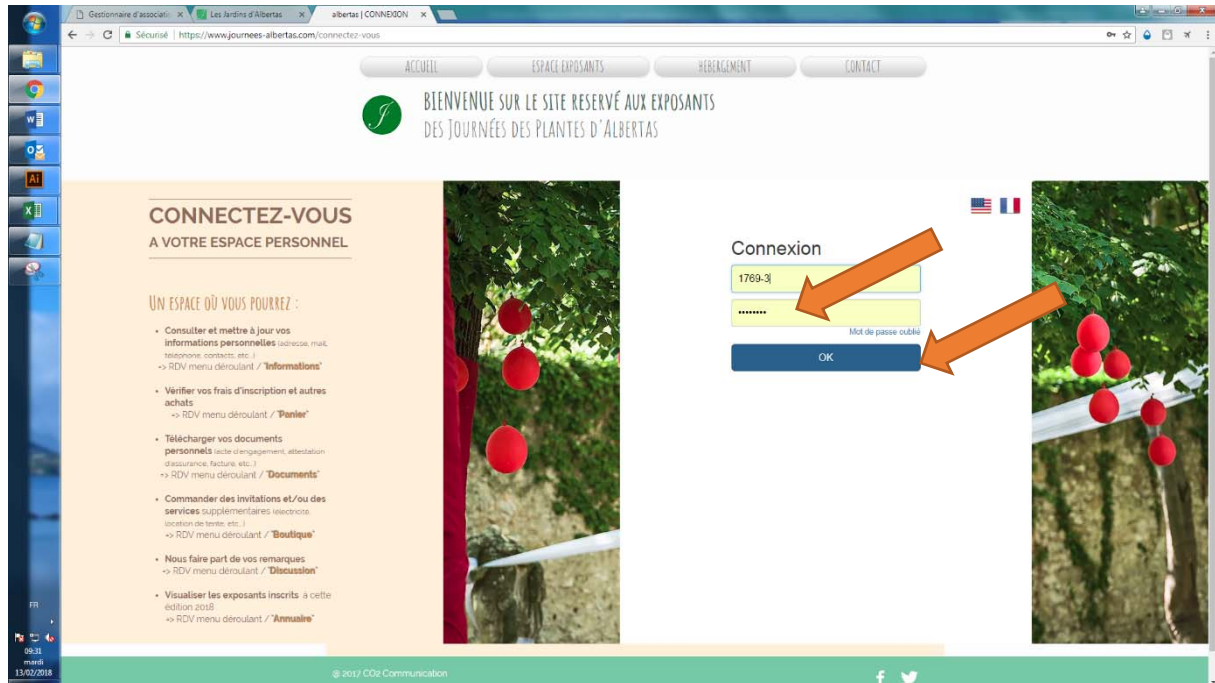 Gestionnaire d'associatio
Les Jardins d'Albertas
albertas | CONNEXION
Sécurisé | https://www.journees-albertas.com/connectez-vous
ACCUEIL
ESPACE EXPOSANTS
HEBERGEMENT
CONTACT
BIENVENUE SUR LE SITE RESERVÉ AUX EXPOSANTS
DES JOURNÉES DES PLANTES D'ALBERTAS
CONNECTEZ-VOUS
A VOTRE ESPACE PERSONNEL
UN ESPACE OÙ VOUS POURREZ :
• Consulter et mettre à jour vos
informations personnelles (adresse, mail,
téléphone, contacts, etc..)
=> RDV menu déroulant / "Informations"
• Vérifier vos frais d'inscription et autres
achats
=> RDV menu déroulant / "Panier"
• Télécharger vos documents
personnels (acte d'engagement, attestation
d'assurance, facture, etc..)
=> RDV menu déroulant / "Documents"
• Commander des invitations et/ou des
services supplémentaires (electricité,
location de tente, etc..)
=> RDV menu déroulant / "Boutique"
• Nous faire part de vos remarques
=> RDV menu déroulant / "Discussion"
• Visualiser les exposants inscrits à cette
édition 2018
=> RDV menu déroulant / "Annuaire"
Connexion
1769-3
••••••••
Mot de passe oublié
OK
@ 2017 CO2 Communication
FR
09:31
mardi
13/02/2018